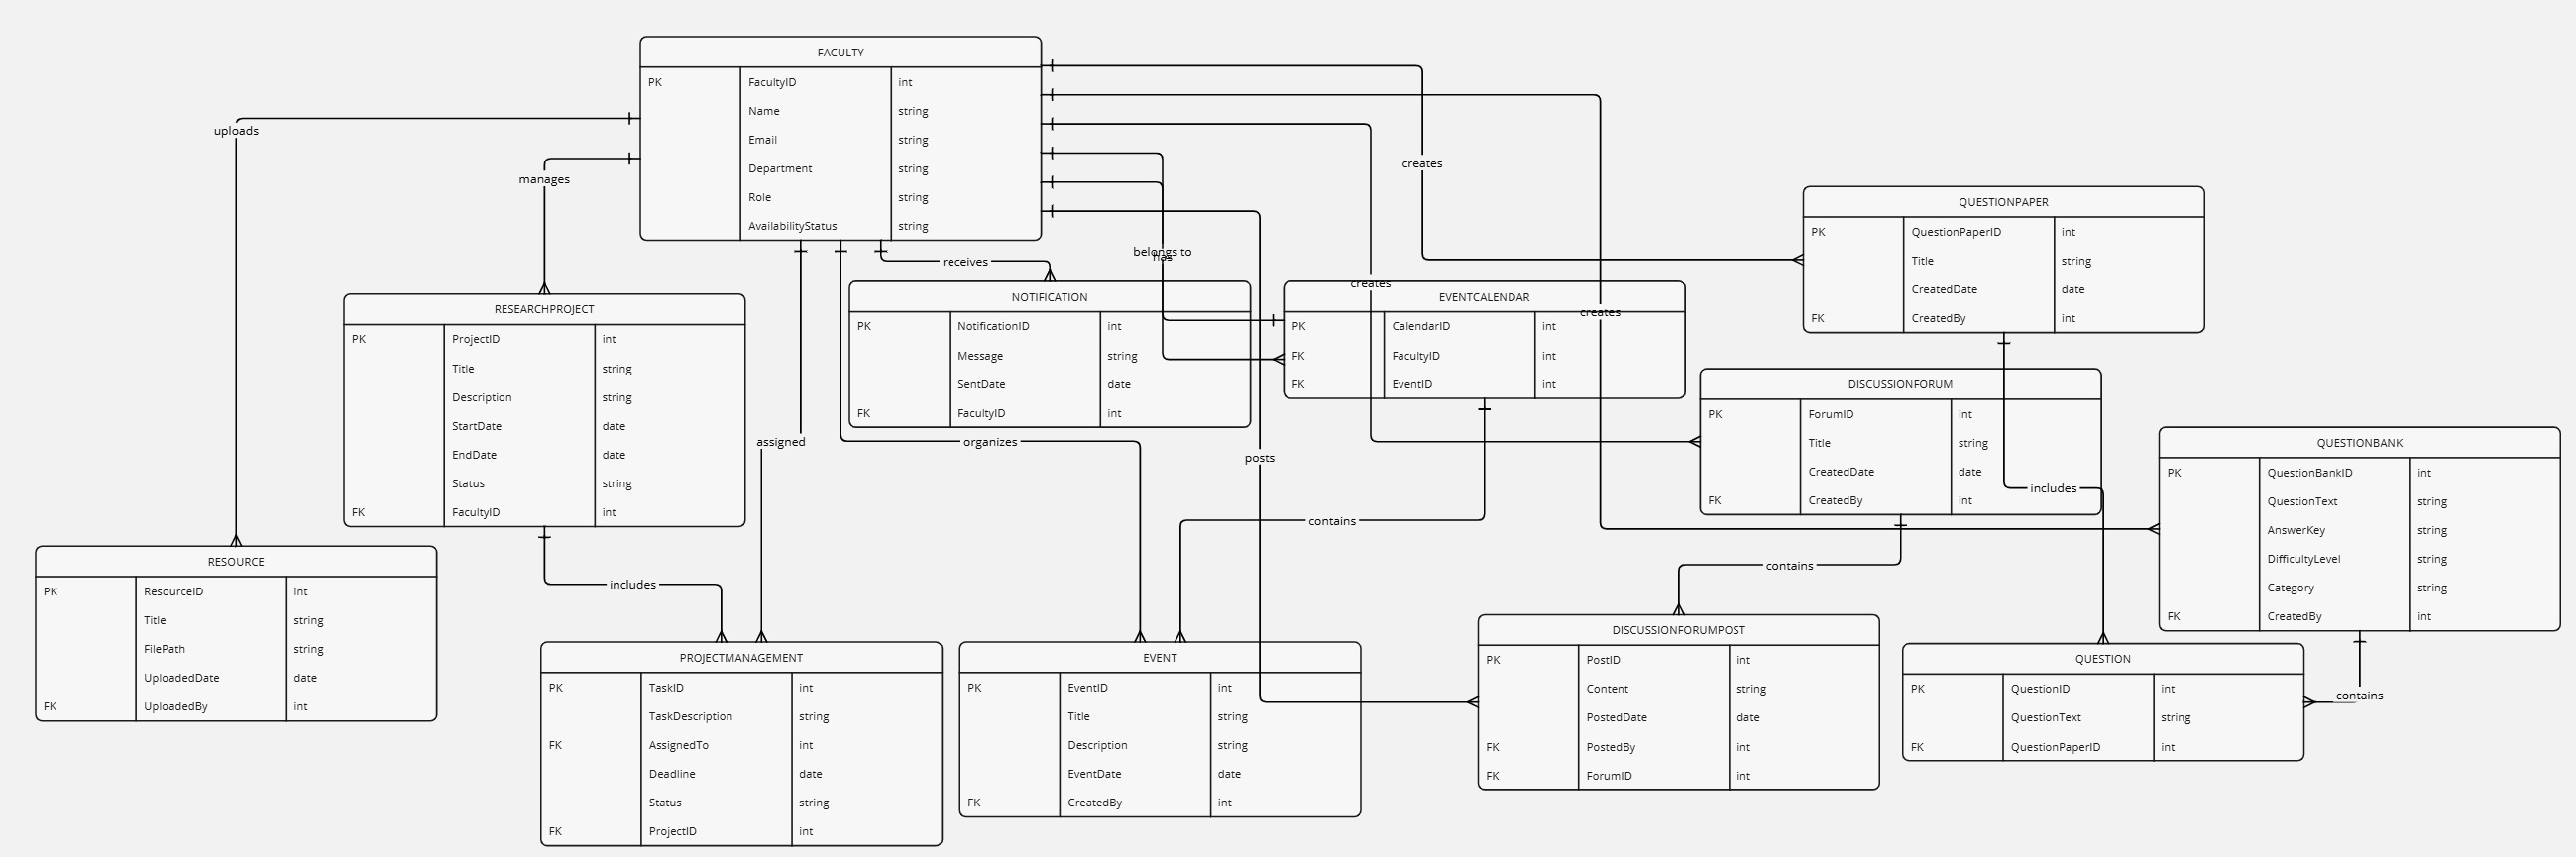 FACULTY
PK FacultyID int
Name string
Email string
Department string
Role string
AvailabilityStatus string
uploads
manages
creates
receives
belongs to
has
creates
creates
QUESTIONPAPER
PK QuestionPaperID int
Title string
CreatedDate date
FK CreatedBy int
RESEARCHPROJECT
PK ProjectID int
Title string
Description string
StartDate date
EndDate date
Status string
FK FacultyID int
NOTIFICATION
PK NotificationID int
Message string
SentDate date
FK FacultyID int
EVENTCALENDAR
PK CalendarID int
FK FacultyID int
FK EventID int
DISCUSSIONFORUM
PK ForumID int
Title string
CreatedDate date
FK CreatedBy int
QUESTIONBANK
PK QuestionBankID int
QuestionText string
AnswerKey string
DifficultyLevel string
Category string
FK CreatedBy int
assigned
organizes
posts
includes
contains
contains
includes
contains
RESOURCE
PK ResourceID int
Title string
FilePath string
UploadedDate date
FK UploadedBy int
PROJECTMANAGEMENT
PK TaskID int
TaskDescription string
FK AssignedTo int
Deadline date
Status string
FK ProjectID int
EVENT
PK EventID int
Title string
Description string
EventDate date
FK CreatedBy int
DISCUSSIONFORUMPOST
PK PostID int
Content string
PostedDate date
FK PostedBy int
FK ForumID int
QUESTION
PK QuestionID int
QuestionText string
FK QuestionPaperID int